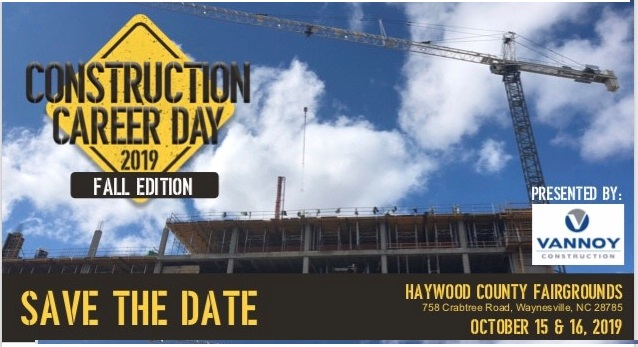 CONSTRUCTION
CAREER DAY
2019
FALL EDITION
PRESENTED BY:
VANNOY
CONSTRUCTION
SAVE THE DATE
HAYWOOD COUNTY FAIRGROUNDS
758 Crabtree Road, Waynesville, NC 28785
OCTOBER 15 & 16, 2019